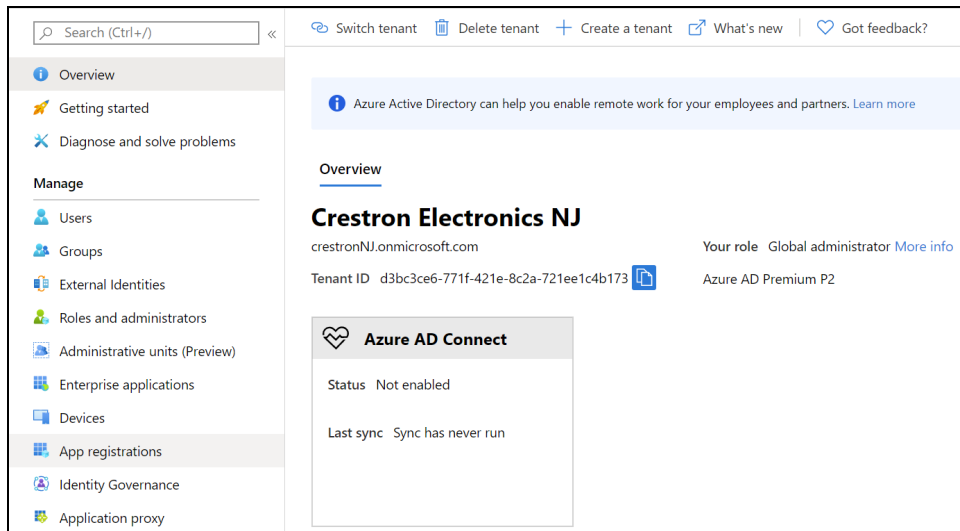 Search (Ctrl+/)
«
Overview
Getting started
Diagnose and solve problems
Manage
Users
Groups
External Identities
Roles and administrators
Administrative units (Preview)
Enterprise applications
Devices
App registrations
Identity Governance
Application proxy
Switch tenant Delete tenant Create a tenant What's new Got feedback?
Azure Active Directory can help you enable remote work for your employees and partners. Learn more
Overview
Crestron Electronics NJ
crestronNJ.onmicrosoft.com
Tenant ID d3bc3ce6-771f-421e-8c2a-721ee1c4b173
Your role Global administrator More info
Azure AD Premium P2
Azure AD Connect
Status Not enabled
Last sync Sync has never run